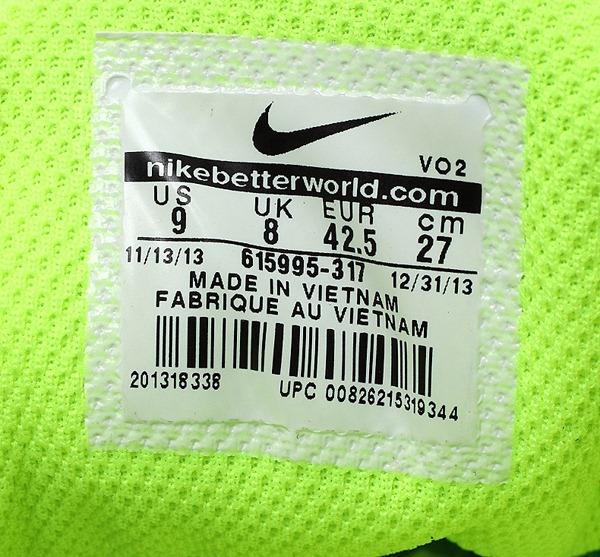 VO2
nikebetterworld.com
US UK EUR cm
9 8 42.5 27
11/13/13 615995-317 12/31/13
MADE IN VIETNAM
FABRIQUE AU VIETNAM
201318338 UPC 00826215319344